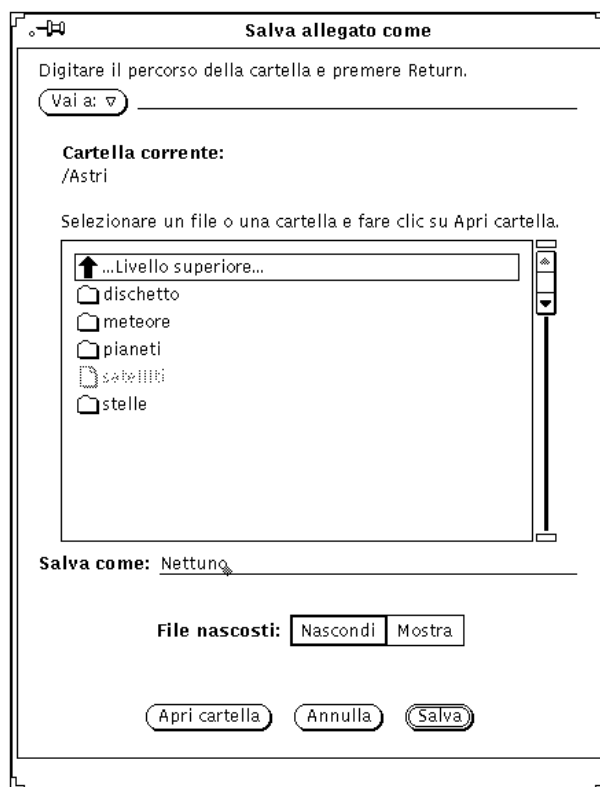 Salva allegato come
Digitare il percorso della cartella e premere Return.
Vai a:
Cartella corrente:
/Astri
Selezionare un file o una cartella e fare clic su Apri cartella.
...Livello superiore...
dischetto
meteore
pianeti
satelliti
stelle
Salva come: Nettuno
File nascosti: Nascondi Mostra
Apri cartella Annulla Salva